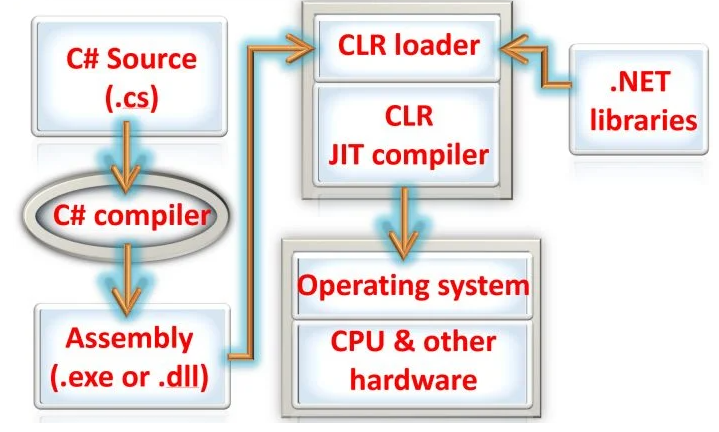 C# Source
(.cs)
C# compiler
Assembly
(.exe or .dll)
CLR loader
CLR
JIT compiler
.NET
libraries
Operating system
CPU & other
hardware